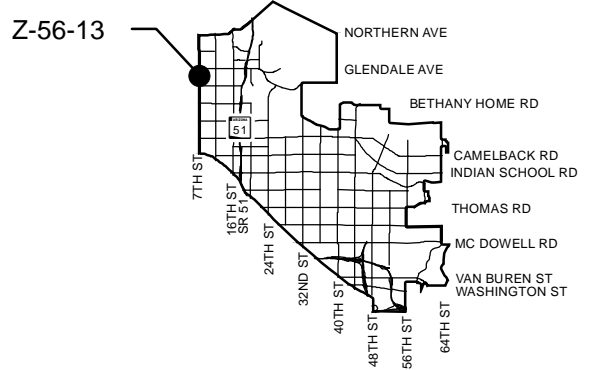 Z-56-13
NORTHERN AVE
GLENDALE AVE
BETHANY HOME RD
51
CAMELBACK RD
INDIAN SCHOOL RD
THOMAS RD
MC DOWELL RD
VAN BUREN ST
WASHINGTON ST
7TH ST
16TH ST
SR 51
24TH ST
32ND ST
40TH ST
48TH ST
56TH ST
64TH ST